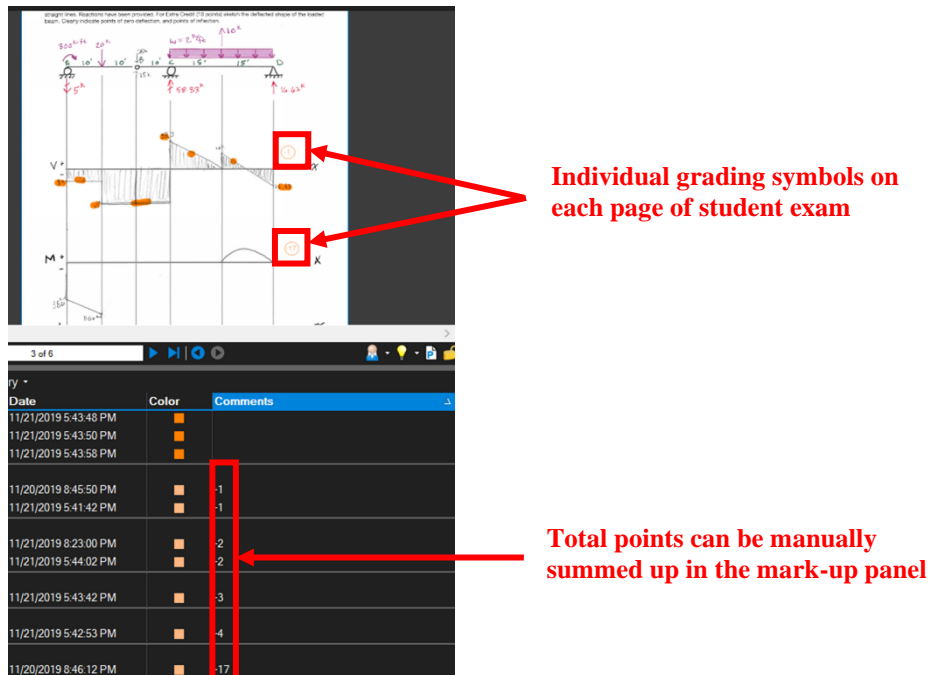 straight lines. Reactions have been provided. For Extra Credit (10 points) sketch the deflected shape of the loaded
beam. Clearly indicate points of zero deflection, and points of inflection.
300k-ft 20k W = 2 k/ft 10k
10' 10' B 10' C 15' 15' D
5k 58.33k
V +
-
X
M +
-
X
Individual grading symbols on
each page of student exam
3 of 6
ry
Date Color Comments
11/21/2019 5:43:48 PM
11/21/2019 5:43:50 PM
11/21/2019 5:43:58 PM
11/20/2019 8:45:50 PM -1
11/21/2019 5:41:42 PM -1
11/21/2019 8:23:00 PM -2
11/21/2019 5:44:02 PM -2
11/21/2019 5:43:42 PM -3
11/21/2019 5:42:53 PM -4
11/20/2019 8:46:12 PM -17
Total points can be manually
summed up in the mark-up panel